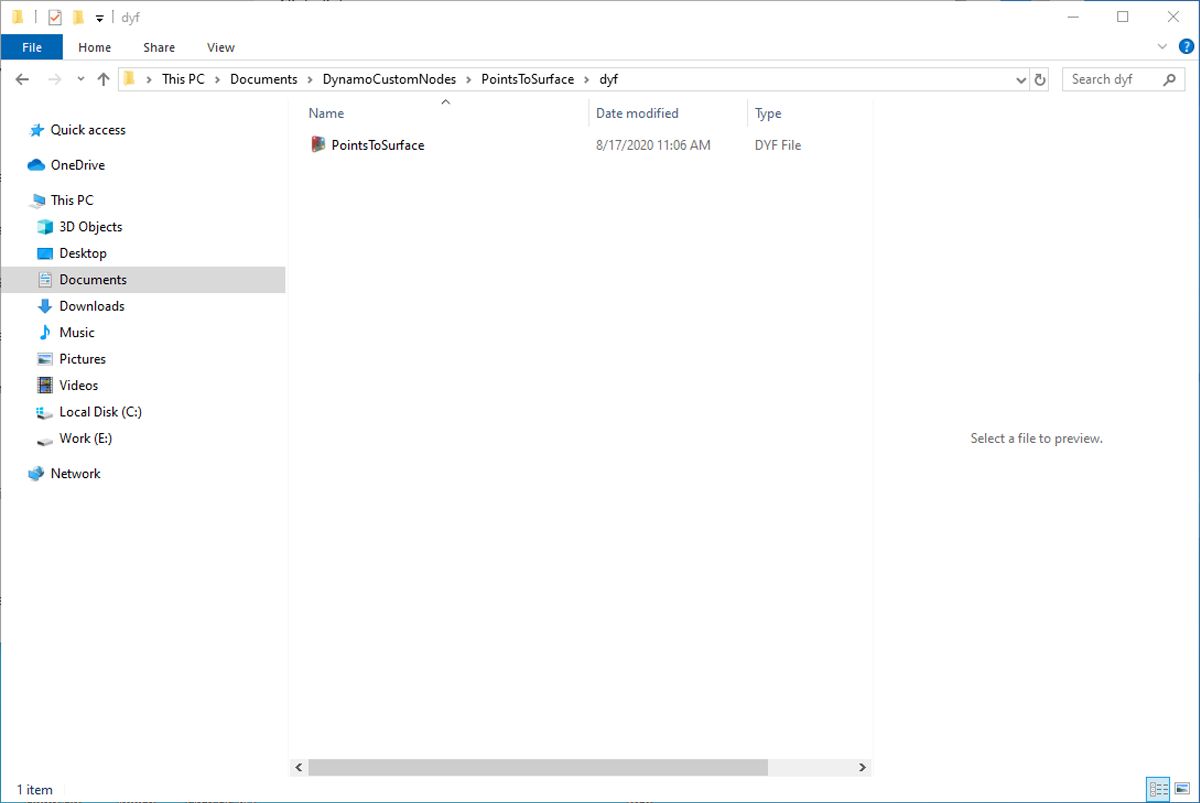 dyf
File Home Share View
This PC Documents DynamoCustomNodes PointsToSurface dyf Search dyf
Name Date modified Type
Quick access
PointsToSurface 8/17/2020 11:06 AM DYF File
OneDrive
This PC
3D Objects
Desktop
Documents
Downloads
Music
Pictures
Videos
Local Disk (C:)
Work (E:)
Select a file to preview.
Network
1 item